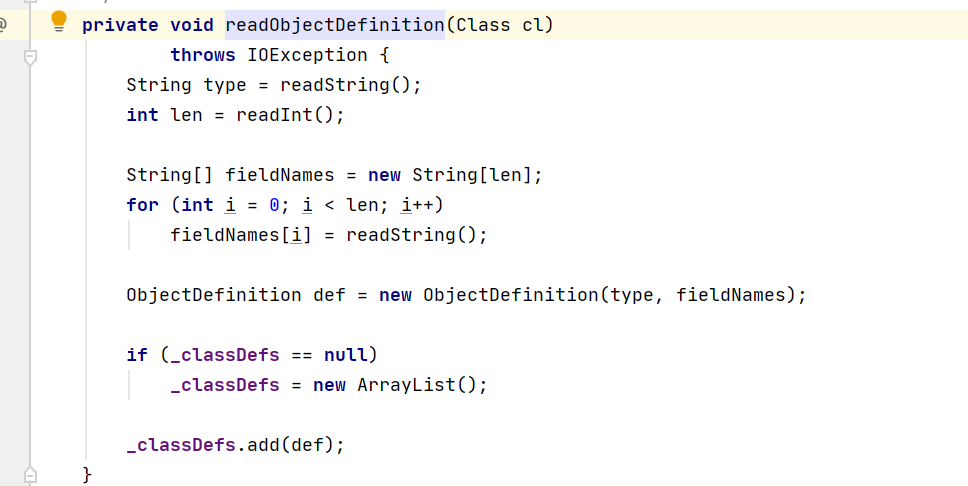 private void readObjectDefinition(Class cl)
throws IOException {
String type = readString();
int len = readInt();
String[] fieldNames = new String[len];
for (int i = 0; i < len; i++)
fieldNames[i] = readString();
ObjectDefinition def = new ObjectDefinition(type, fieldNames);
if (_classDefs == null)
_classDefs = new ArrayList();
_classDefs.add(def);
}